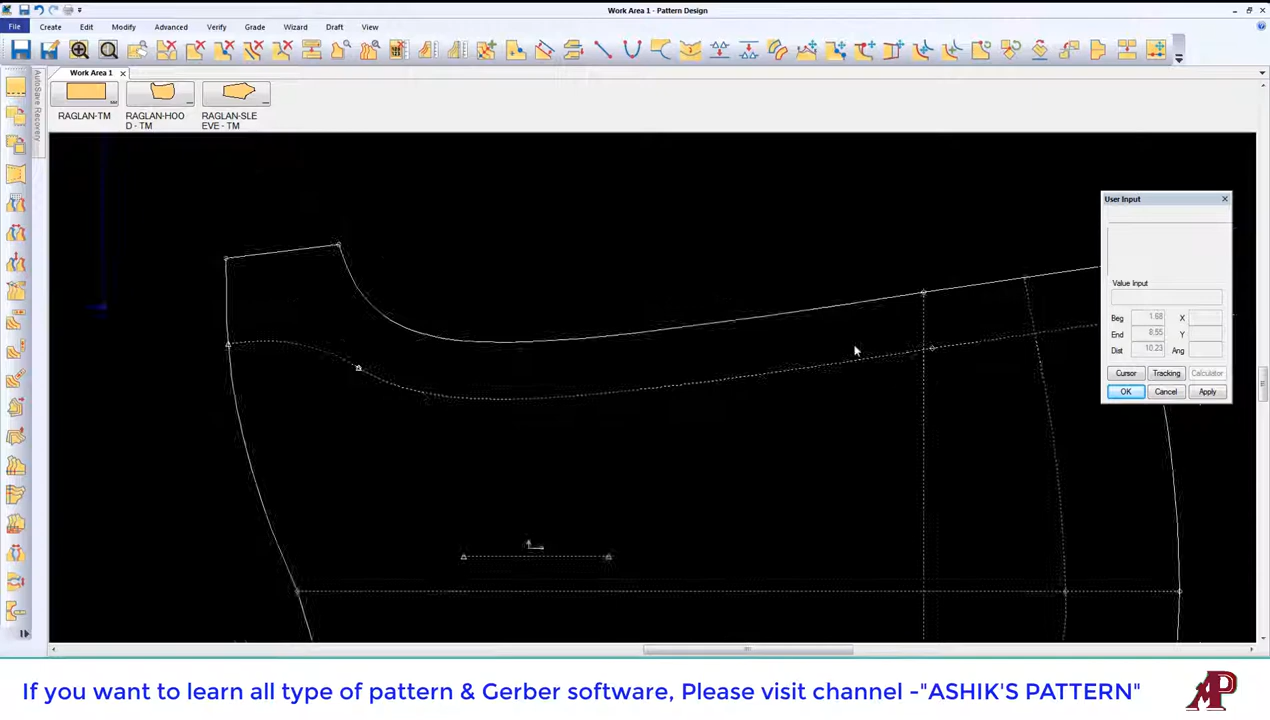 Work Area 1 - Pattern Design
File Create Edit Modify Advanced Verify Grade Wizard Draft View
AutoSave Recovery
Work Area 1
RAGLAN-TM
RAGLAN-HOO
D - TM
RAGLAN-SLE
EVE - TM
User Input
Value Input
Beg 1.68 X
End 8.55 Y
Dist 10.23 Ang
Cursor Tracking Calculator
OK Cancel Apply
If you want to learn all type of pattern & Gerber software, Please visit channel -"ASHIK'S PATTERN"
AP